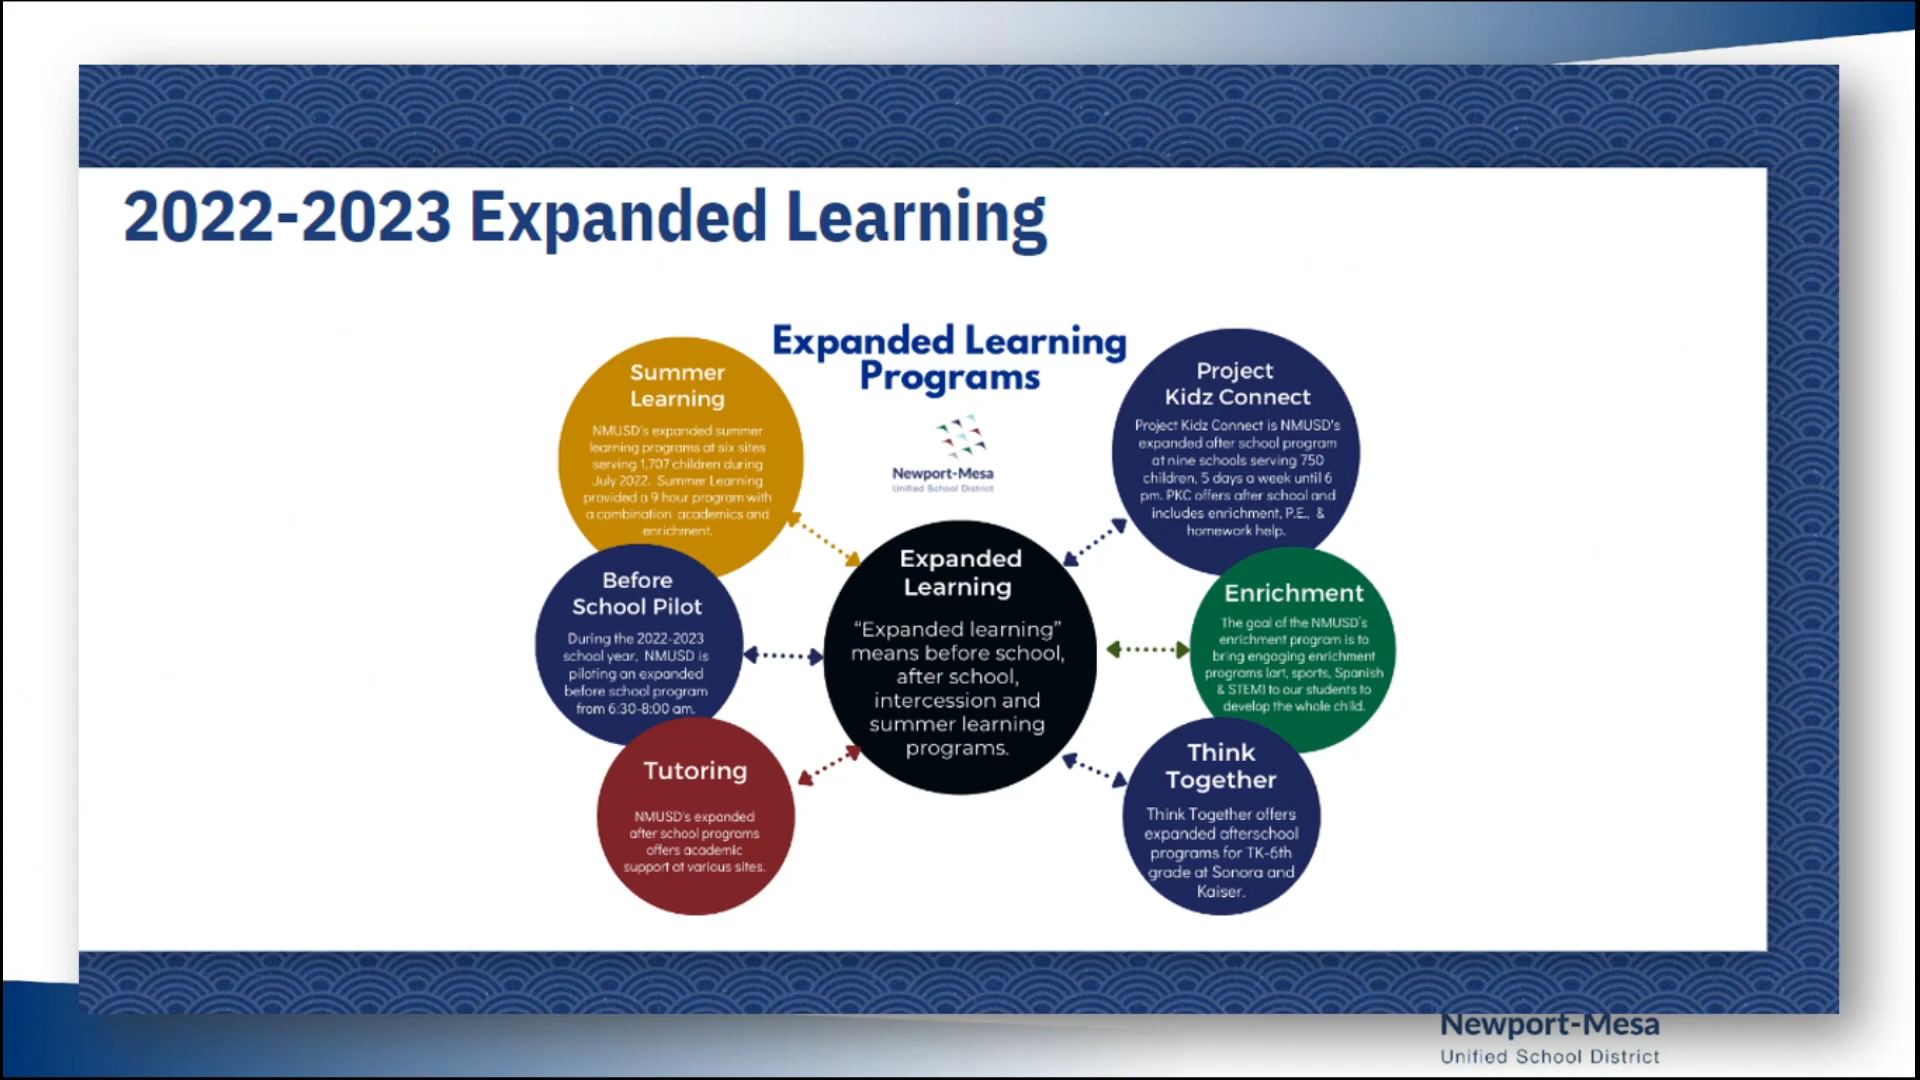 2022-2023 Expanded Learning
Expanded Learning
Programs
Newport-Mesa
Unified School District
Summer
Learning
NMUSD's expanded summer
learning programs at six sites
serving 1,707 children during
July 2022. Summer Learning
provided a 9 hour program with
a combination academics and
enrichment.
Project
Kidz Connect
Project Kidz Connect is NMUSD's
expanded after school program
at nine schools serving 750
children, 5 days a week until 6
pm. PKC offers after school and
includes enrichment, P.E., &
homework help.
Before
School Pilot
During the 2022-2023
school year, NMUSD is
piloting an expanded
before school program
from 6:30-8:00 am.
Expanded
Learning
“Expanded learning”
means before school,
after school,
intercession and
summer learning
programs.
Enrichment
The goal of the NMUSD's
enrichment program is to
bring engaging enrichment
programs (art, sports, Spanish
& STEM) to our students to
develop the whole child.
Tutoring
NMUSD's expanded
after school programs
offers academic
support at various sites.
Think
Together
Think Together offers
expanded afterschool
programs for TK-6th
grade at Sonora and
Kaiser.
Newport-Mesa
Unified School District